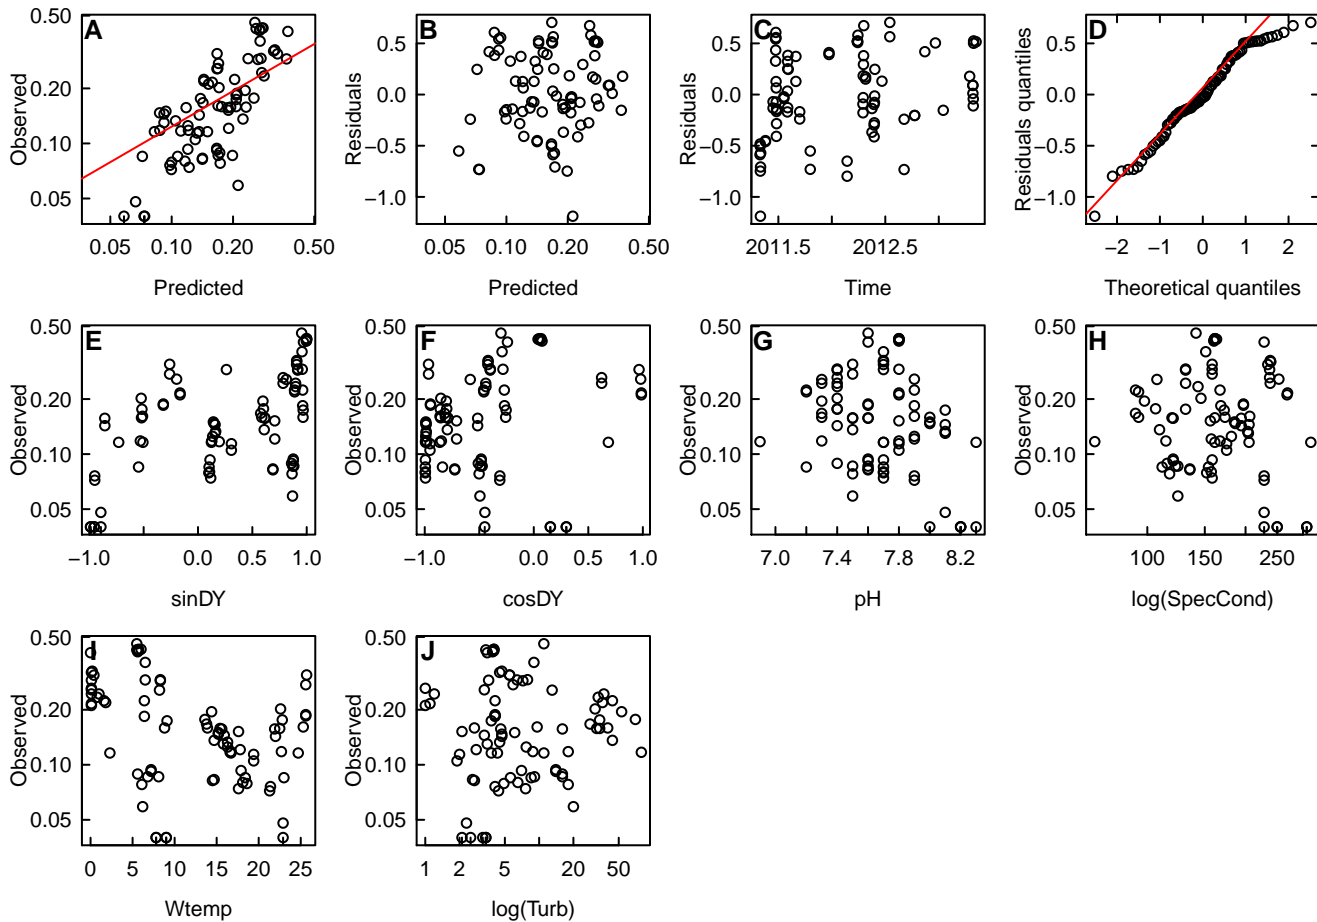 A
Observed
0.50
0.20
0.10
0.05
0.05 0.10 0.20 0.50
Predicted
B
Residuals
0.5
0.0
−0.5
−1.0
0.05 0.10 0.20 0.50
Predicted
C
Residuals
0.5
0.0
−0.5
−1.0
2011.5 2012.5
Time
D
Residuals quantiles
0.5
0.0
−0.5
−1.0
−2 −1 0 1 2
Theoretical quantiles
E
Observed
0.50
0.20
0.10
0.05
−1.0 0.0 0.5 1.0
sinDY
F
Observed
0.50
0.20
0.10
0.05
−1.0 0.0 0.5 1.0
cosDY
G
Observed
0.50
0.20
0.10
0.05
7.0 7.4 7.8 8.2
pH
H
Observed
0.50
0.20
0.10
0.05
100 150 250
log(SpecCond)
I
Observed
0.50
0.20
0.10
0.05
0 5 10 15 20 25
Wtemp
J
Observed
0.50
0.20
0.10
0.05
1 2 5 20 50
log(Turb)